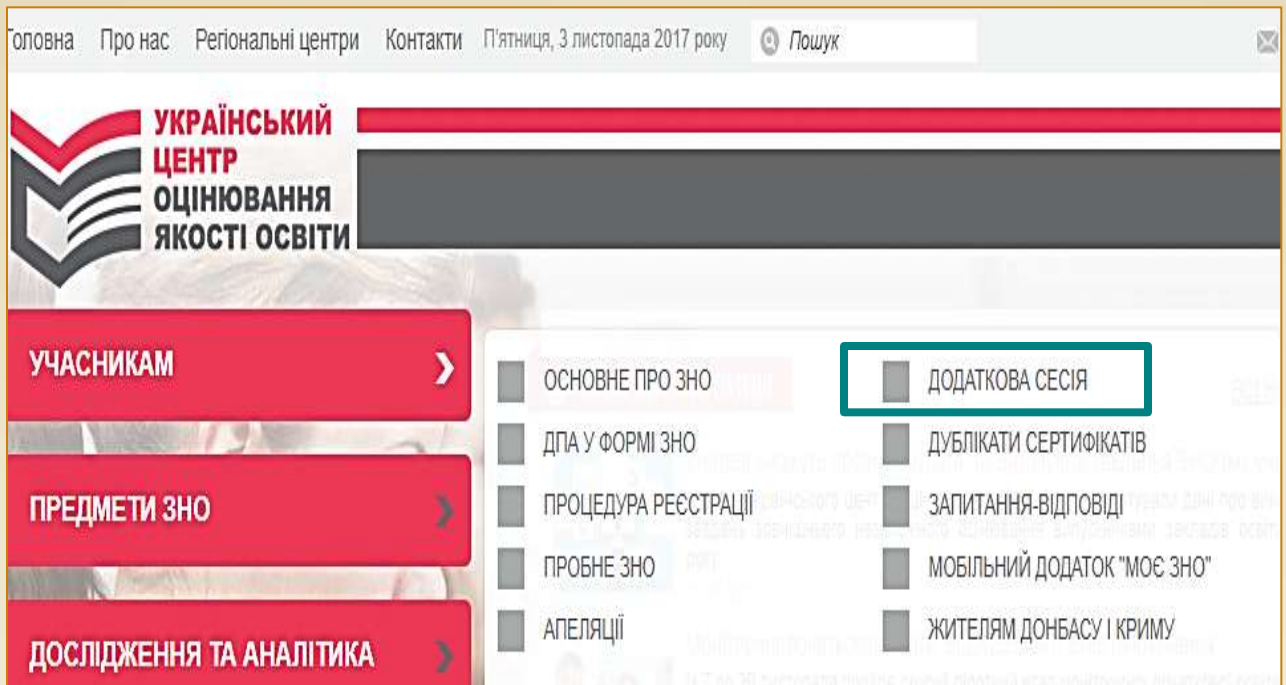 Головна Про нас Регіональні центри Контакти П'ятниця, 3 листопада 2017 року Пошук
УКРАЇНСЬКИЙ
ЦЕНТР
ОЦІНЮВАННЯ
ЯКОСТІ ОСВІТИ
УЧАСНИКАМ
ПРЕДМЕТИ ЗНО
ДОСЛІДЖЕННЯ ТА АНАЛІТИКА
ОСНОВНЕ ПРО ЗНО
ДПА У ФОРМІ ЗНО
ПРОЦЕДУРА РЕЄСТРАЦІЇ
ПРОБНЕ ЗНО
АПЕЛЯЦІЇ
ДОДАТКОВА СЕСІЯ
ДУБЛІКАТИ СЕРТИФІКАТІВ
ЗАПИТАННЯ-ВІДПОВІДІ
МОБІЛЬНИЙ ДОДАТОК "МОЄ ЗНО"
ЖИТЕЛЯМ ДОНБАСУ І КРИМУ